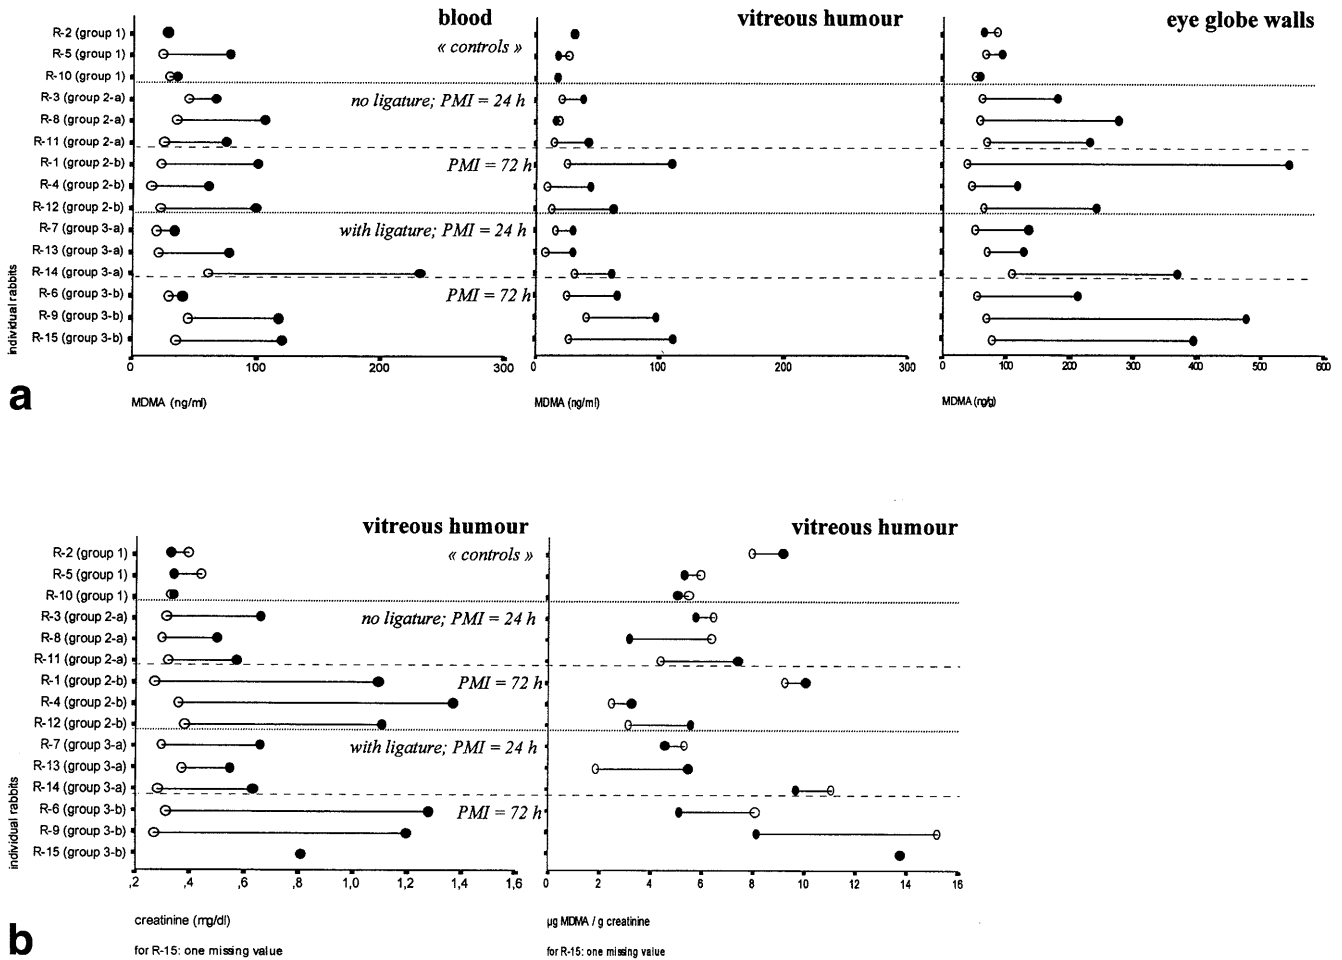 blood
vitreous humour
eye globe walls
R-2 (group 1)
« controls »
R-5 (group 1)
R-10 (group 1)
R-3 (group 2-a)
no ligature; PMI = 24 h
R-8 (group 2-a)
R-11 (group 2-a)
R-1 (group 2-b)
PMI = 72 h
R-4 (group 2-b)
R-12 (group 2-b)
R-7 (group 3-a)
with ligature; PMI = 24 h
R-13 (group 3-a)
R-14 (group 3-a)
R-6 (group 3-b)
PMI = 72 h
R-9 (group 3-b)
R-15 (group 3-b)
individual rabbits
0 100 200 300
0 100 200 300
0 100 200 300 400 500 600
a
MDMA (ng/ml)
MDMA (ng/ml)
MDMA (ng/g)
vitreous humour
vitreous humour
R-2 (group 1)
« controls »
R-5 (group 1)
R-10 (group 1)
R-3 (group 2-a)
no ligature; PMI = 24 h
R-8 (group 2-a)
R-11 (group 2-a)
R-1 (group 2-b)
PMI = 72 h
R-4 (group 2-b)
R-12 (group 2-b)
R-7 (group 3-a)
with ligature; PMI = 24 h
R-13 (group 3-a)
R-14 (group 3-a)
R-6 (group 3-b)
PMI = 72 h
R-9 (group 3-b)
R-15 (group 3-b)
individual rabbits
,2 ,4 ,6 ,8 1,0 1,2 1,4 1,6
0 2 4 6 8 10 12 14 16
b
creatinine (mg/dl)
µg MDMA / g creatinine
for R-15: one missing value
for R-15: one missing value